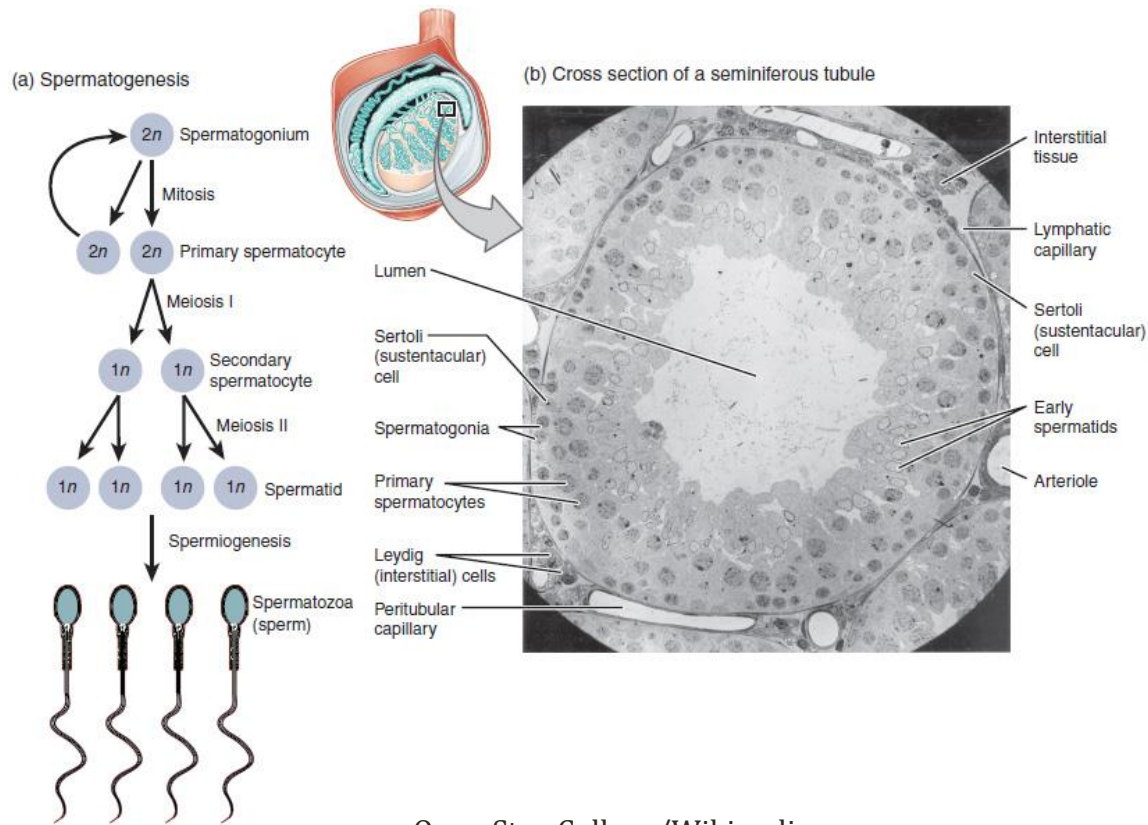 (a) Spermatogenesis
2n
Spermatogonium
Mitosis
2n
2n
Primary spermatocyte
Meiosis I
1n
1n
Secondary
spermatocyte
Meiosis II
1n
1n
1n
1n
Spermatid
Spermiogenesis
Spermatozoa
(sperm)
(b) Cross section of a seminiferous tubule
Lumen
Sertoli
(sustentacular)
cell
Spermatogonia
Primary
spermatocytes
Leydig
(interstitial) cells
Peritubular
capillary
Interstitial
tissue
Lymphatic
capillary
Sertoli
(sustentacular)
cell
Early
spermatids
Arteriole